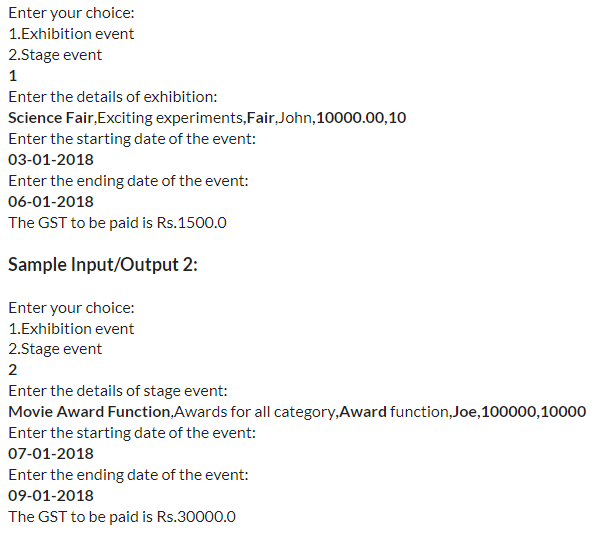 Enter your choice:
1.Exhibition event
2.Stage event
1
Enter the details of exhibition:
Science Fair,Exciting experiments,Fair,John,10000.00,10
Enter the starting date of the event:
03-01-2018
Enter the ending date of the event:
06-01-2018
The GST to be paid is Rs.1500.0
Sample Input/Output 2:
Enter your choice:
1.Exhibition event
2.Stage event
2
Enter the details of stage event:
Movie Award Function,Awards for all category,Award function,Joe,100000,10000
Enter the starting date of the event:
07-01-2018
Enter the ending date of the event:
09-01-2018
The GST to be paid is Rs.30000.0